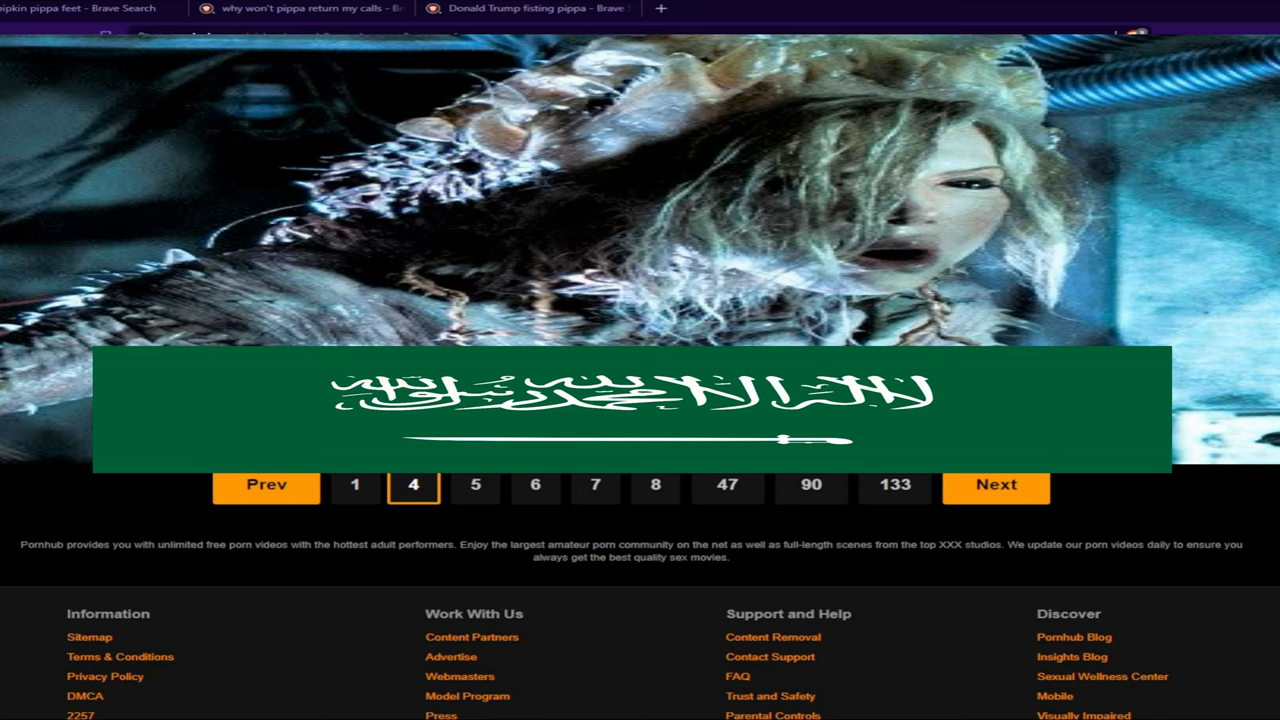 pipkin pippa feet - Brave Search
why won't pippa return my calls - Br
Donald Trump fisting pippa - Brave S
لا إله إلا الله محمد رسول الله
Prev 1 4 5 6 7 8 47 90 133 Next
Pornhub provides you with unlimited free porn videos with the hottest adult performers. Enjoy the largest amateur porn community on the net as well as full-length scenes from the top XXX studios. We update our porn videos daily to ensure you
always get the best quality sex movies.
Information
Sitemap
Terms & Conditions
Privacy Policy
DMCA
2257
Work With Us
Content Partners
Advertise
Webmasters
Model Program
Press
Support and Help
Content Removal
Contact Support
FAQ
Trust and Safety
Parental Controls
Discover
Pornhub Blog
Insights Blog
Sexual Wellness Center
Mobile
Visually Impaired